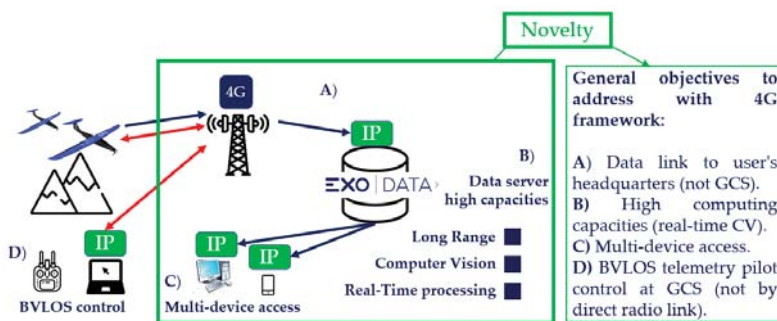 Novelty
4G
A)
IP
B)
EXO | DATA
Data server
high capacities
Long Range
Computer Vision
Real-Time processing
IP
IP
C)
Multi-device access
D)
IP
BVLOS control
General objectives to
address with 4G
framework:
A) Data link to user's
headquarters (not GCS).
B) High computing
capacities (real-time CV).
C) Multi-device access.
D) BVLOS telemetry pilot
control at GCS (not by
direct radio link).